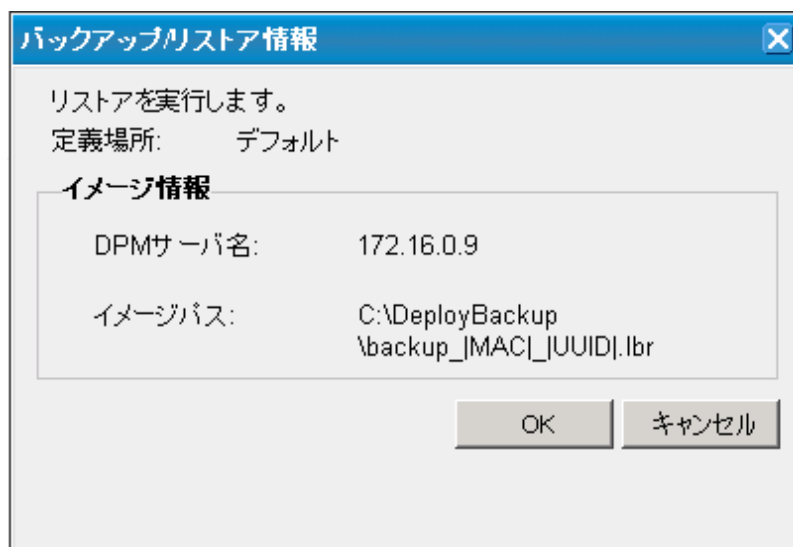 バックアップ/リストア情報
リストアを実行します。
定義場所: デフォルト
イメージ情報
DPMサーバ名: 172.16.0.9
イメージパス: C:\DeployBackup
\backup_|MAC|_|UUID|.lbr
OK キャンセル